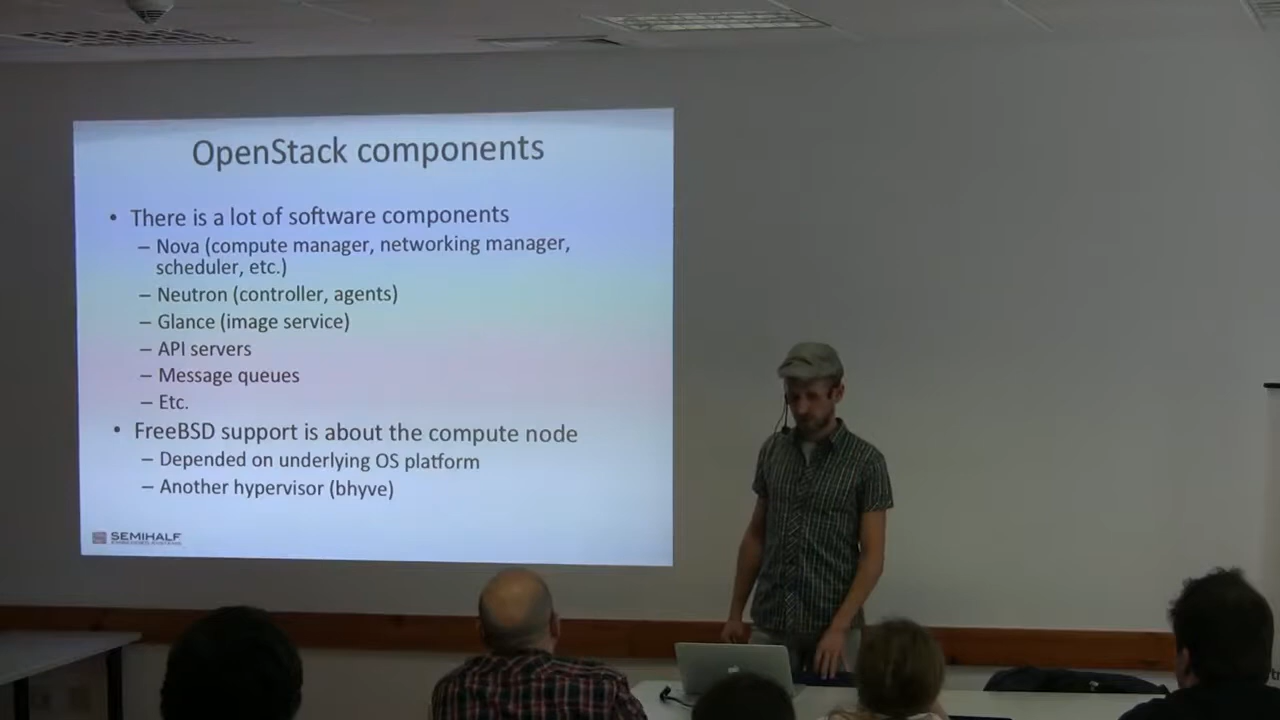 OpenStack components
• There is a lot of software components
– Nova (compute manager, networking manager,
scheduler, etc.)
– Neutron (controller, agents)
– Glance (image service)
– API servers
– Message queues
– Etc.
• FreeBSD support is about the compute node
– Depended on underlying OS platform
– Another hypervisor (bhyve)
SEMIHALF